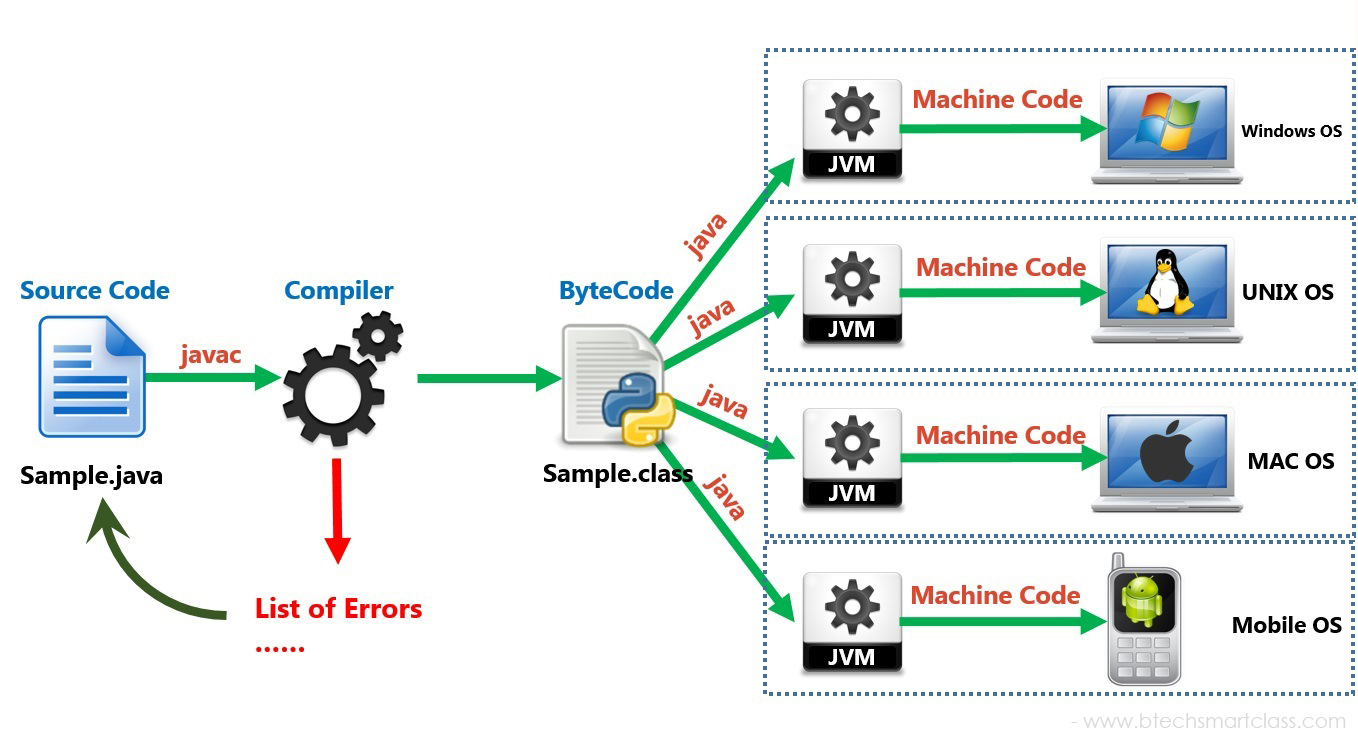 Source Code
javac
Sample.java
Compiler
List of Errors
......
ByteCode
Sample.class
java
java
java
java
JVM
Machine Code
Windows OS
JVM
Machine Code
UNIX OS
JVM
Machine Code
MAC OS
JVM
Machine Code
Mobile OS
- www.btechsmartclass.com